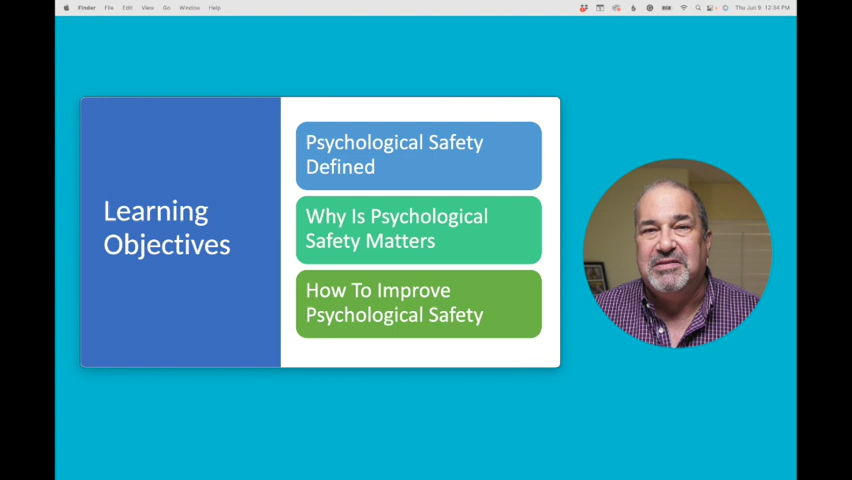 Finder File Edit View Go Window Help
Thu Jun 9 12:34 PM
Learning
Objectives
Psychological Safety
Defined
Why Is Psychological
Safety Matters
How To Improve
Psychological Safety